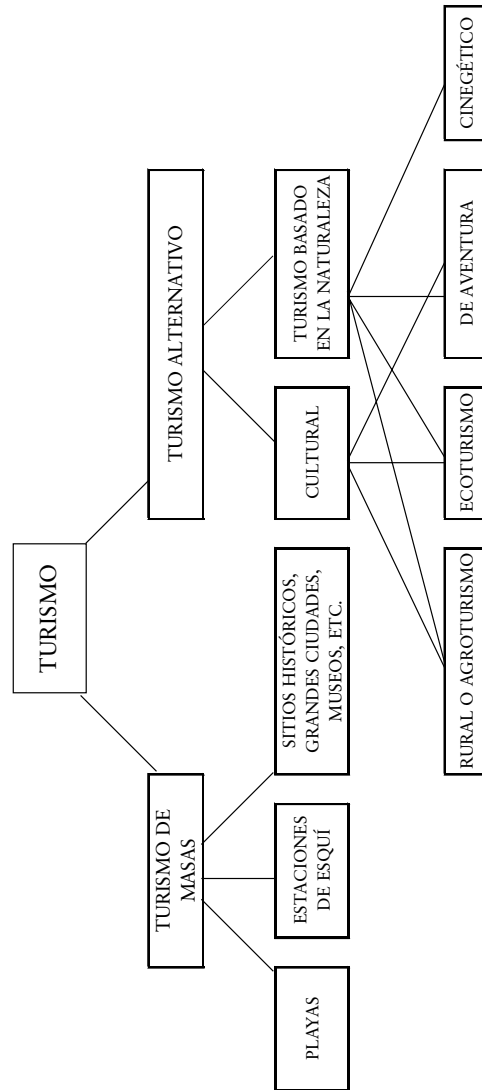 TURISMO
TURISMO DE
MASAS
TURISMO ALTERNATIVO
PLAYAS
ESTACIONES
DE ESQUÍ
SITIOS HISTÓRICOS,
GRANDES CIUDADES,
MUSEOS, ETC.
CULTURAL
TURISMO BASADO
EN LA NATURALEZA
RURAL O AGROTURISMO
ECOTURISMO
DE AVENTURA
CINEGÉTICO